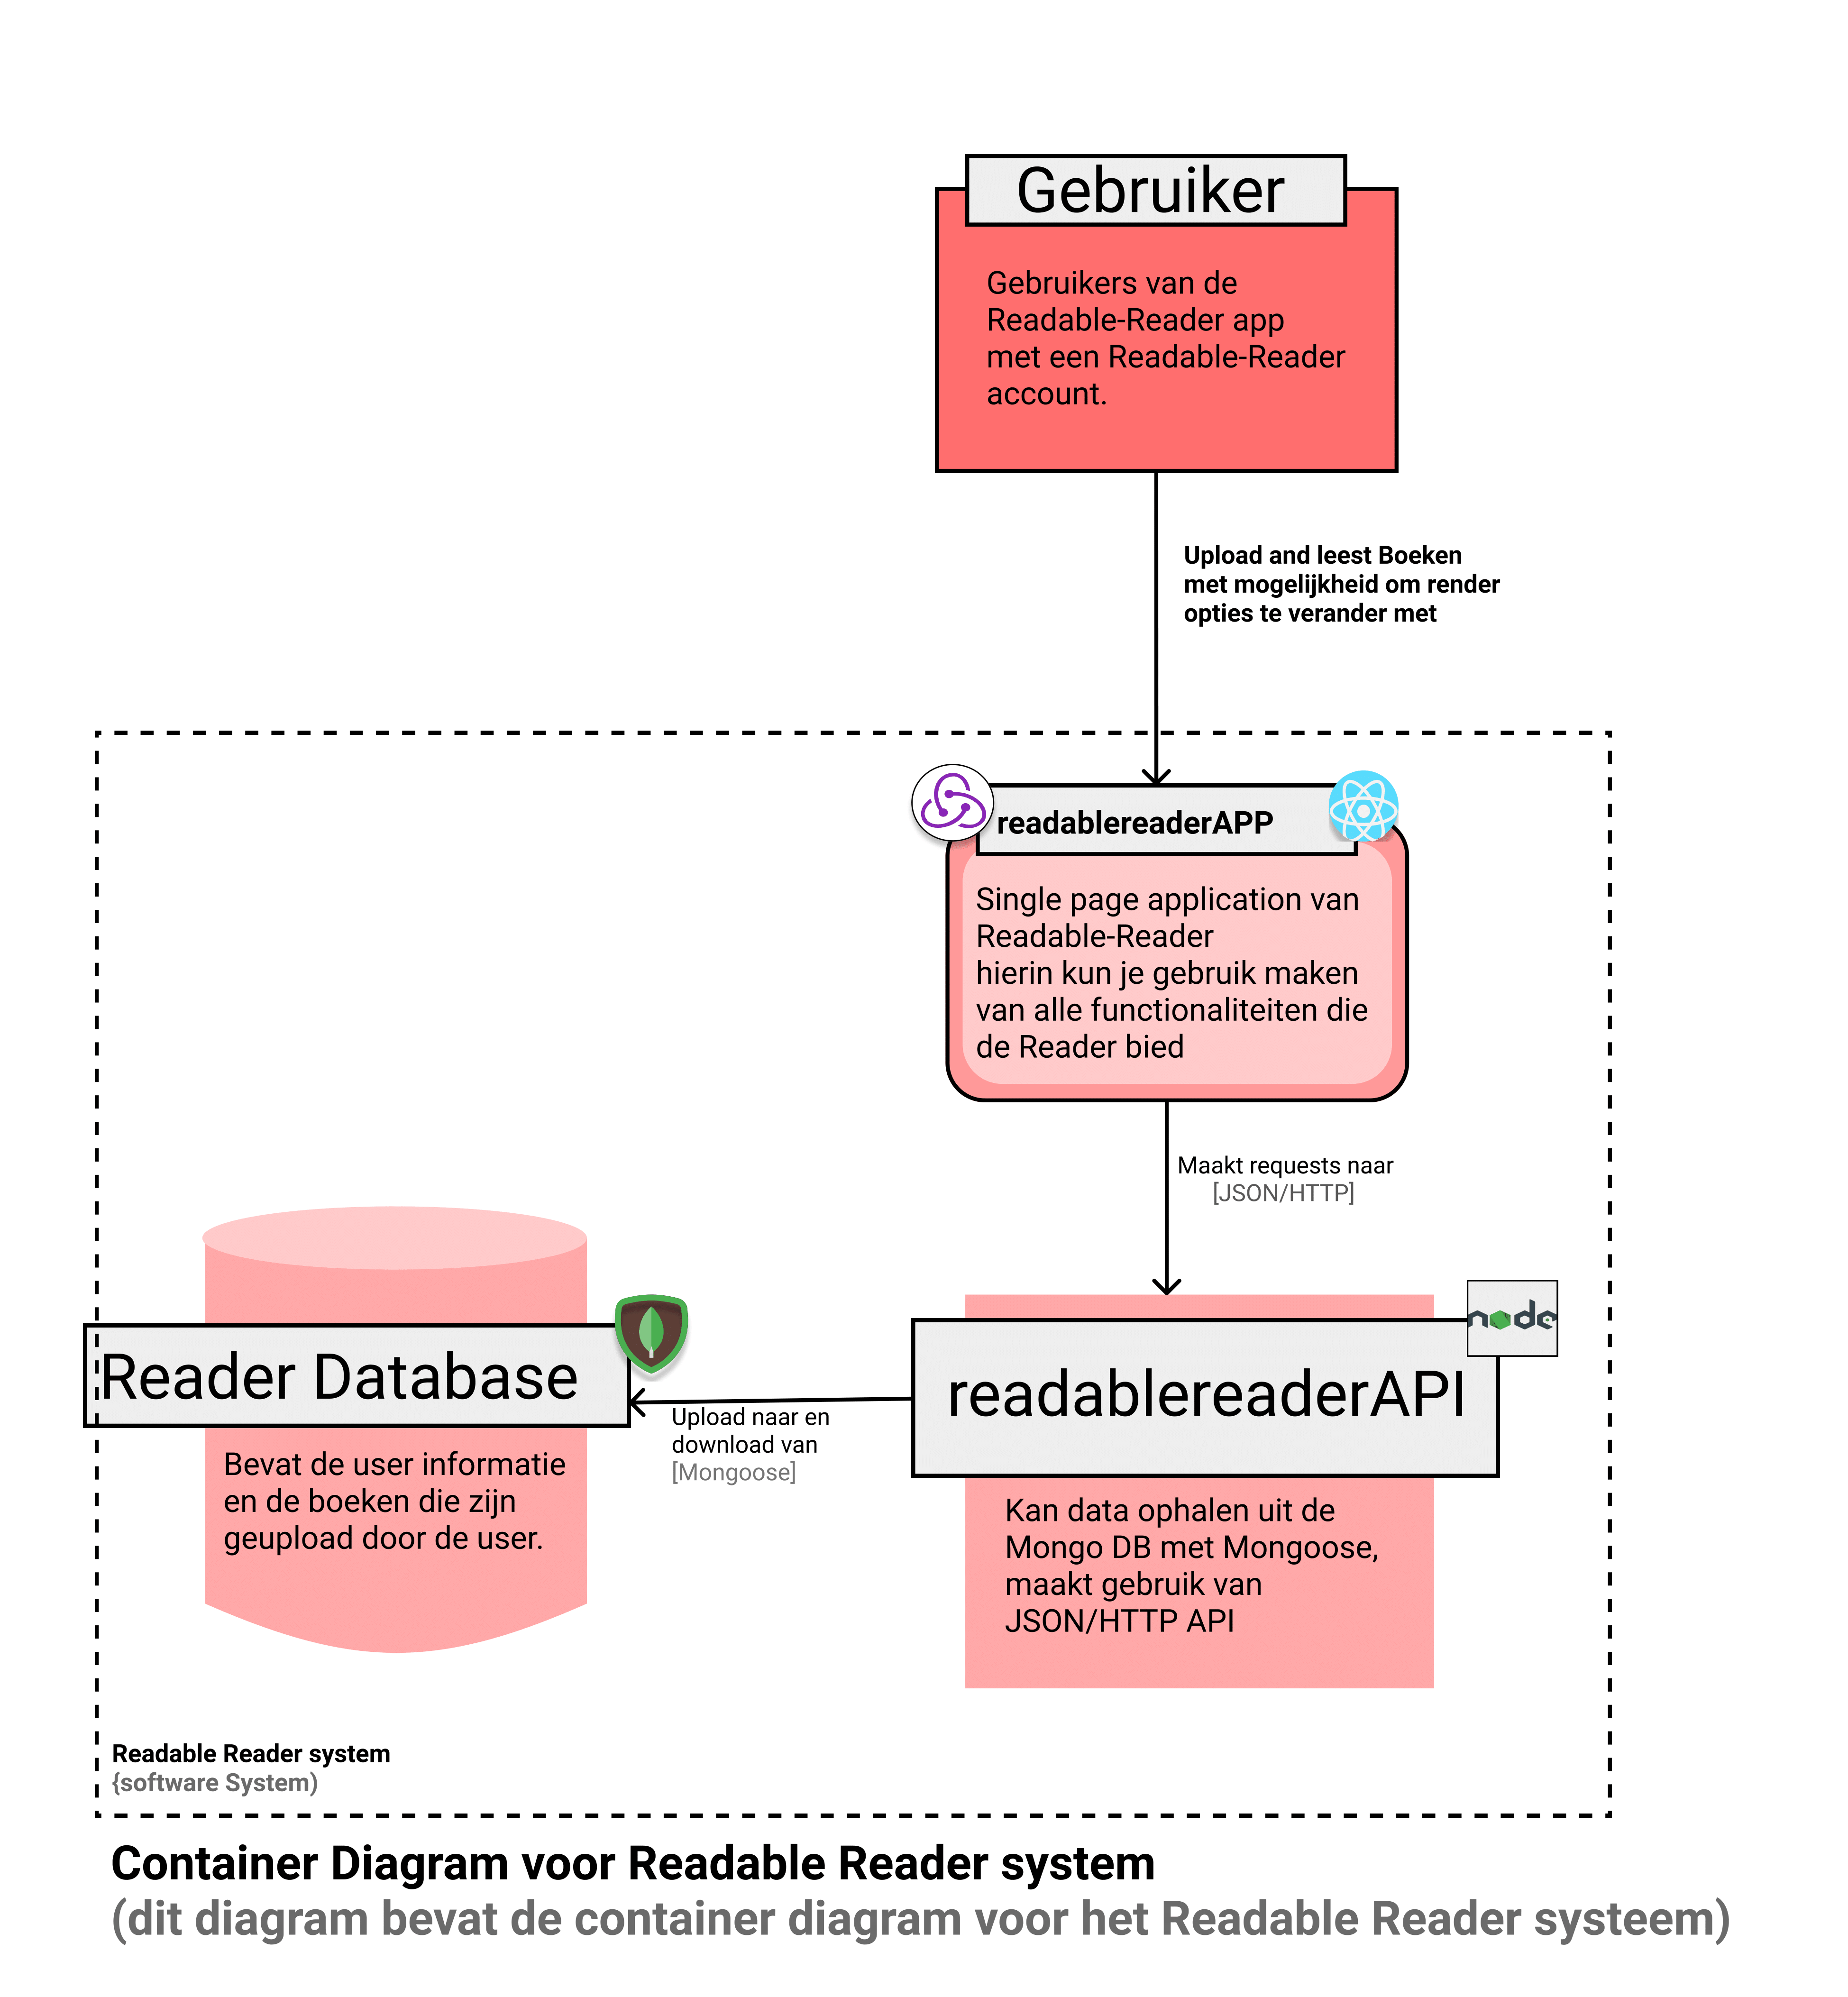 Gebruiker
Gebruikers van de
Readable-Reader app
met een Readable-Reader
account.
Upload and leest Boeken
met mogelijkheid om render
opties te verander met
readablereaderAPP
Single page application van
Readable-Reader
hierin kun je gebruik maken
van alle functionaliteiten die
de Reader bied
Maakt requests naar
[JSON/HTTP]
node
Reader Database
Bevat de user informatie
en de boeken die zijn
geupload door de user.
Upload naar en
download van
[Mongoose]
readablereaderAPI
Kan data ophalen uit de
Mongo DB met Mongoose,
maakt gebruik van
JSON/HTTP API
Readable Reader system
{software System)
Container Diagram voor Readable Reader system
(dit diagram bevat de container diagram voor het Readable Reader systeem)